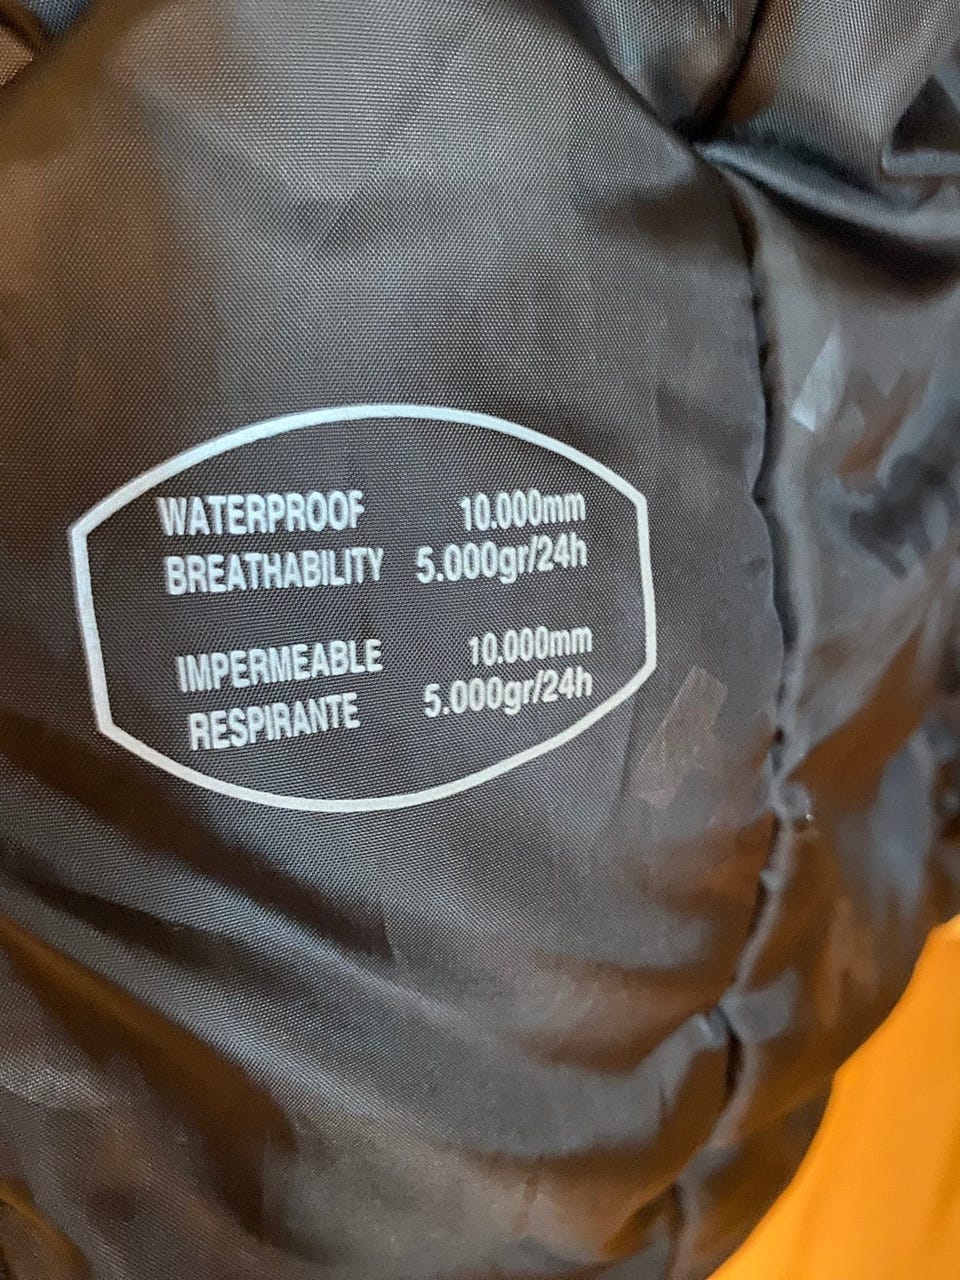 WATERPROOF 10.000mm
BREATHABILITY 5.000gr/24h
IMPERMEABLE 10.000mm
RESPIRANTE 5.000gr/24h